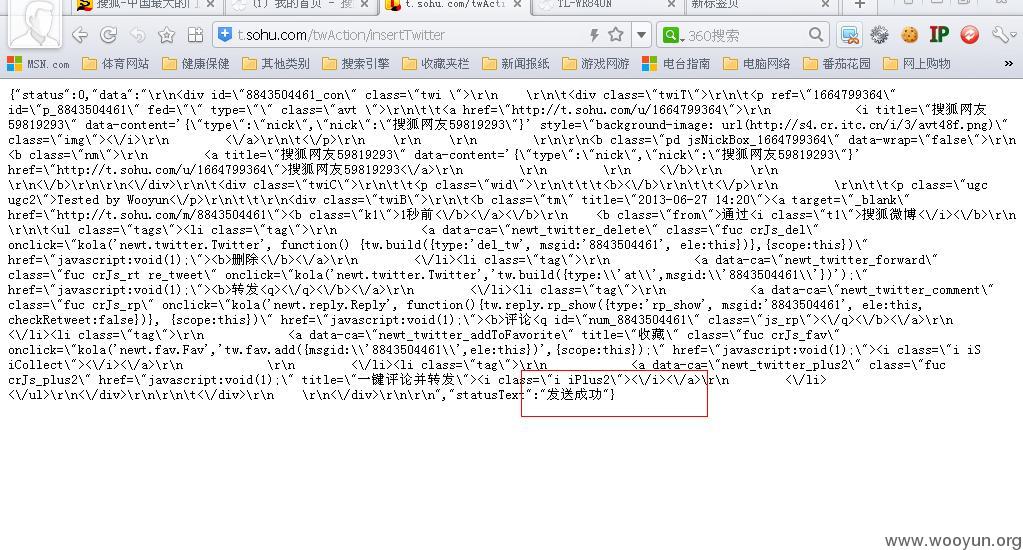 搜狐-中国最大的门 × (1) 我的首页 - 搜 × t.sohu.com/twActi × TL-WR840N × 新标签页 × +
t.sohu.com/twAction/insertTwitter 360搜索 IP
MSN.com 体育网站 健康保健 其他类别 搜索引擎 收藏夹栏 新闻报纸 游戏网游 电台指南 电脑网络 番茄花园 网上购物 »
{"status":0,"data":"\r\n<div id=\"8843504461_con\" class=\"twi \">\r\n    \r\n\t<div class=\"twiT\">\r\n\t\t<p ref=\"1664799364\"
id=\"p_8843504461\" fed=\"\" type=\"\" class=\"avt \">\r\n\t\t\t<a href=\"http://t.sohu.com/u/1664799364\">\r\n        <i title=\"搜狐网友
59819293\" data-content='{\"type\":\"nick\",\"nick\":\"搜狐网友59819293\"}' style=\"background-image: url(http://s4.cr.itc.cn/i/3/avt48f.png)\"
class=\"img\"><\/i>\r\n        \"<\/a>\r\n\t\t<\/p>\r\n    \r\n    \r\n    \r\n    \r\n\r\n<b class=\"pd jsNickBox_1664799364\" data-wrap=\"false\">\r\n
<b class=\"nm\">\r\n        <a title=\"搜狐网友59819293\" data-content='{\"type\":\"nick\",\"nick\":\"搜狐网友59819293\"}'
href=\"http://t.sohu.com/u/1664799364\">搜狐网友59819293<\/a>\r\n        \r\n        \r\n    <\/b>\r\n    \r\n
\r\n<\/b>\r\n\r\n<\/div>\r\n\t<div class=\"twiC\">\r\n\t\t<p class=\"wid\">\r\n\t\t\t<b><\/b>\r\n\t\t<\/p>\r\n        \r\n\t\t<p class=\"ugc
ugc2\">Tested by Wooyun<\/p>\r\n\t\t\r\n<div class=\"twiB\">\r\n\t<b class=\"tm\" title=\"2013-06-27 14:20\"><a target=\"_blank\"
href=\"http://t.sohu.com/m/8843504461\"><b class=\"k1\">1秒前<\/b><\/a><\/b>\r\n    <b class=\"from\">通过<i class=\"t1\">搜狐微博<\/i><\/b>\r\n
\r\n\t<ul class=\"tags\"><li class=\"tag\">\r\n        <a data-ca=\"newt_twitter_delete\" class=\"fuc crJs_del\"
onclick=\"kola('newt.twitter.Twitter', function() {tw.build({type:'del_tw', msgid:'8843504461', ele:this})},{scope:this})\"
href=\"javascript:void(1);\"><b>删除<\/b><\/a>\r\n        <\/li><li class=\"tag\">\r\n        <a data-ca=\"newt_twitter_forward\"
class=\"fuc crJs_rt re_tweet\" onclick=\"kola('newt.twitter.Twitter','tw.build({type:\\'at\\',msgid:\\'8843504461\\'})');\"
href=\"javascript:void(1);\"><b>转发<q><\/q><\/b><\/a>\r\n        <\/li><li class=\"tag\">\r\n        <a data-ca=\"newt_twitter_comment\"
class=\"fuc crJs_rp\" onclick=\"kola('newt.reply.Reply', function(){tw.reply.rp_show({type:'rp_show', msgid:'8843504461', ele:this,
checkRetweet:false})}, {scope:this})\" href=\"javascript:void(1);\"><b>评论<q id=\"num_8843504461\" class=\"js_rp\"><\/q><\/b><\/a>\r\n
<\/li><li class=\"tag\">\r\n        <a data-ca=\"newt_twitter_addToFavorite\" title=\"收藏\" class=\"fuc crJs_fav\"
onclick=\"kola('newt.fav.Fav','tw.fav.add({msgid:\\'8843504461\\',ele:this})',{scope:this});\" href=\"javascript:void(1);\"><i class=\"i iS
iCollect\"><\/i><\/a>\r\n        <\/li><li class=\"tag\">\r\n        <a data-ca=\"newt_twitter_plus2\" class=\"fuc
crJs_plus2\" href=\"javascript:void(1);\" title=\"一键评论并转发\"><i class=\"i iPlus2\"><\/i><\/a>\r\n        <\/li>
<\/ul>\r\n<\/div>\r\n\r\n\t<\/div>\r\n    \r\n<\/div>\r\n\r\n","statusText":"发送成功"}
www.wooyun.org